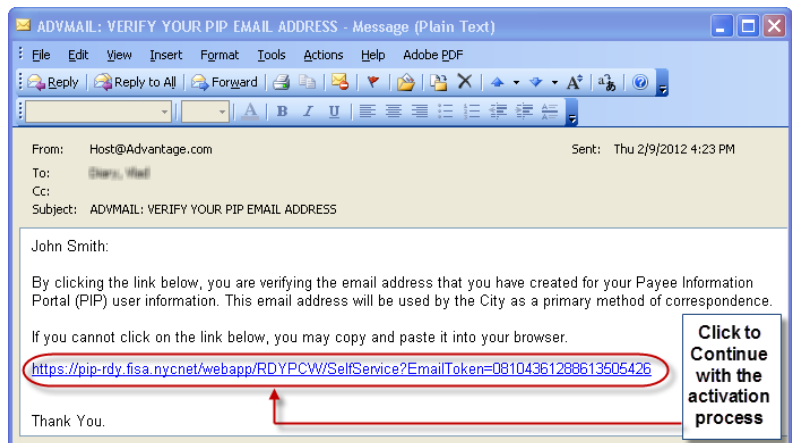 ADVMAIL: VERIFY YOUR PIP EMAIL ADDRESS - Message (Plain Text)
File Edit View Insert Format Tools Actions Help Adobe PDF
Reply Reply to All Forward
A B I U
From: Host@Advantage.com Sent: Thu 2/9/2012 4:23 PM
To:
Cc:
Subject: ADVMAIL: VERIFY YOUR PIP EMAIL ADDRESS
John Smith:
By clicking the link below, you are verifying the email address that you have created for your Payee Information
Portal (PIP) user information. This email address will be used by the City as a primary method of correspondence.
If you cannot click on the link below, you may copy and paste it into your browser.
https://pip-rdy.fisa.nycnet/webapp/RDYPCW/SelfService?EmailToken=08104361288613505426
Thank You.
Click to
Continue
with the
activation
process